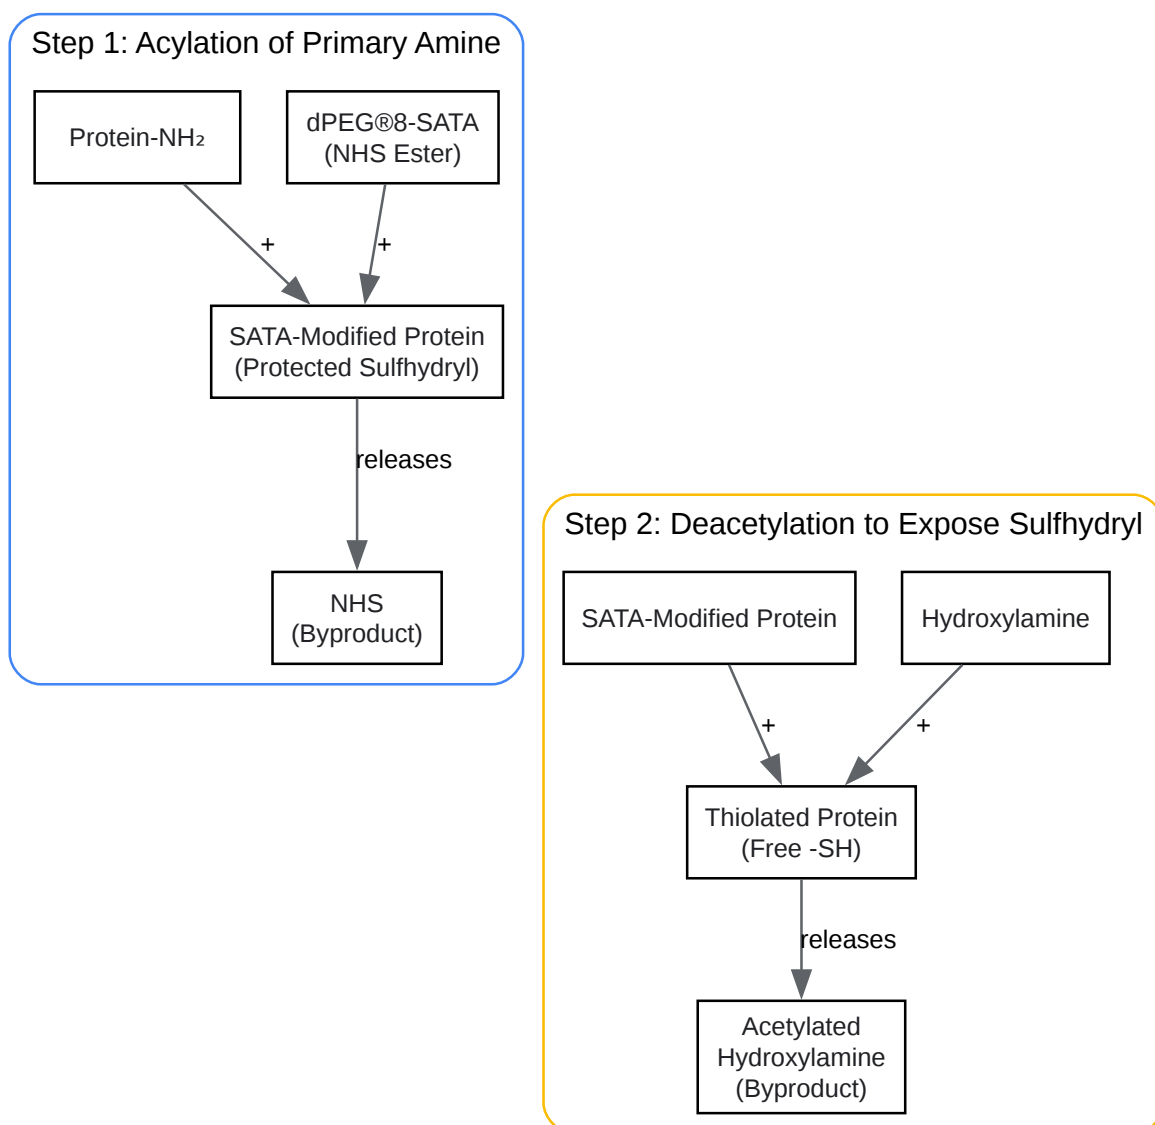 Step 1: Acylation of Primary Amine
Protein-NH₂
dPEG®8-SATA
(NHS Ester)
+
+
SATA-Modified Protein
(Protected Sulfhydryl)
releases
NHS
(Byproduct)
Step 2: Deacetylation to Expose Sulfhydryl
SATA-Modified Protein
Hydroxylamine
+
+
Thiolated Protein
(Free -SH)
releases
Acetylated
Hydroxylamine
(Byproduct)